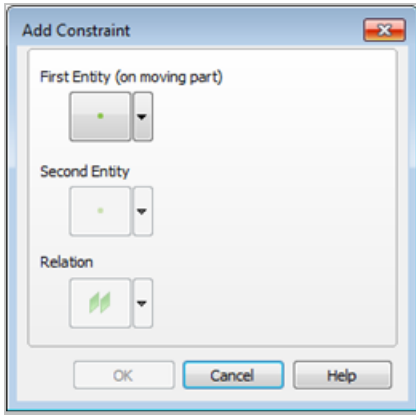 Add Constraint
First Entity (on moving part)
Second Entity
Relation
OK Cancel Help